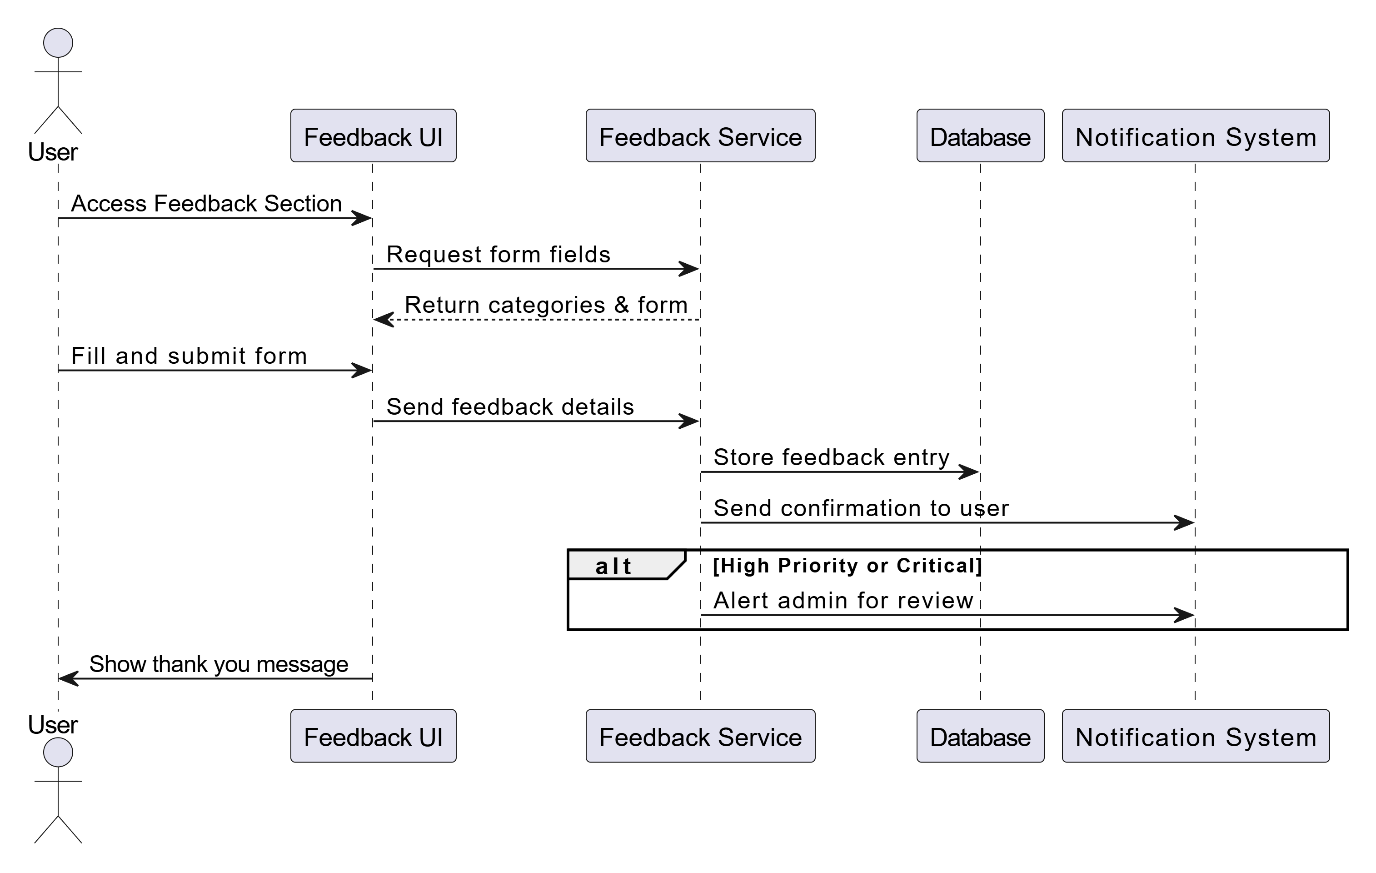 User
Feedback UI
Feedback Service
Database
Notification System
Access Feedback Section
Request form fields
Return categories & form
Fill and submit form
Send feedback details
Store feedback entry
Send confirmation to user
alt [High Priority or Critical]
Alert admin for review
Show thank you message
User
Feedback UI
Feedback Service
Database
Notification System